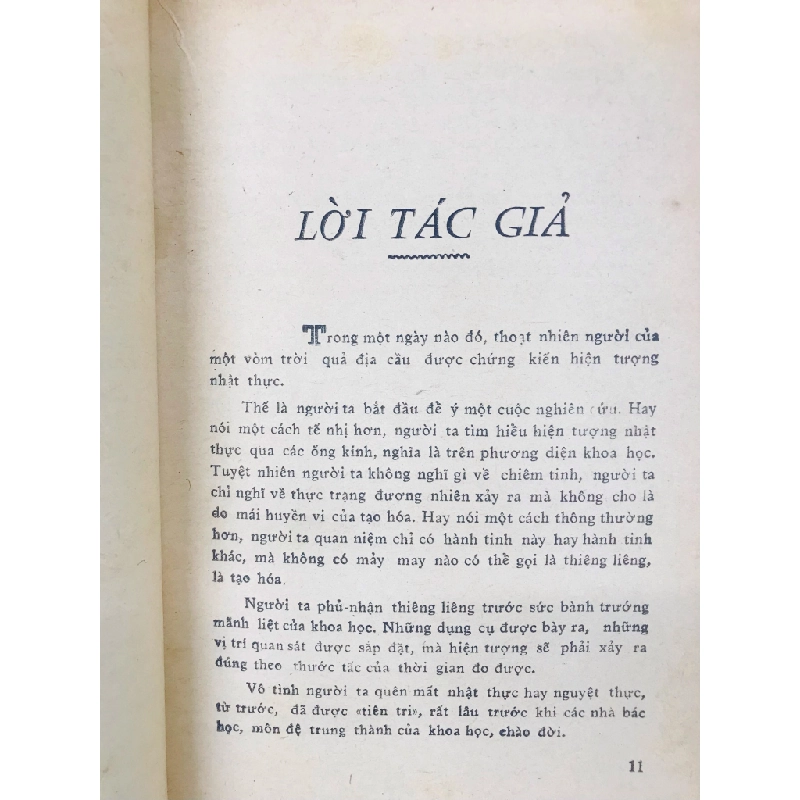 LỜI TÁC GIẢ
Trong một ngày nào đó, thoạt nhiên người của
một vòm trời quả địa cầu được chứng kiến hiện tượng
nhật thực.
Thế là người ta bắt đầu để ý một cuộc nghiên cứu. Hay
nói một cách tế nhị hơn, người ta tìm hiểu hiện tượng nhật
thực qua các ống kính, nghĩa là trên phương diện khoa học.
Tuyệt nhiên người ta không nghĩ gì về chiêm tinh, người ta
chỉ nghĩ về thực trạng đương nhiên xảy ra mà không cho là
do mái huyền vi của tạo hóa. Hay nói một cách thông thường
hơn, người ta quan niệm chỉ có hành tinh này hay hành tinh
khác, mà không có mảy may nào có thể gọi là thiêng liêng,
là tạo hóa.
Người ta phủ-nhận thiêng liêng trước sức bành trướng
mãnh liệt của khoa học. Những dụng cụ được bày ra, những
vị trí quan sát được sắp đặt, mà hiện tượng sẽ phải xảy ra
đúng theo thước tấc của thời gian đo được.
Vô tình người ta quên mất nhật thực hay nguyệt thực,
từ trước, đã được «tiên tri», rất lâu trước khi các nhà bác
học, môn đệ trung thành của khoa học, chào đời.
11